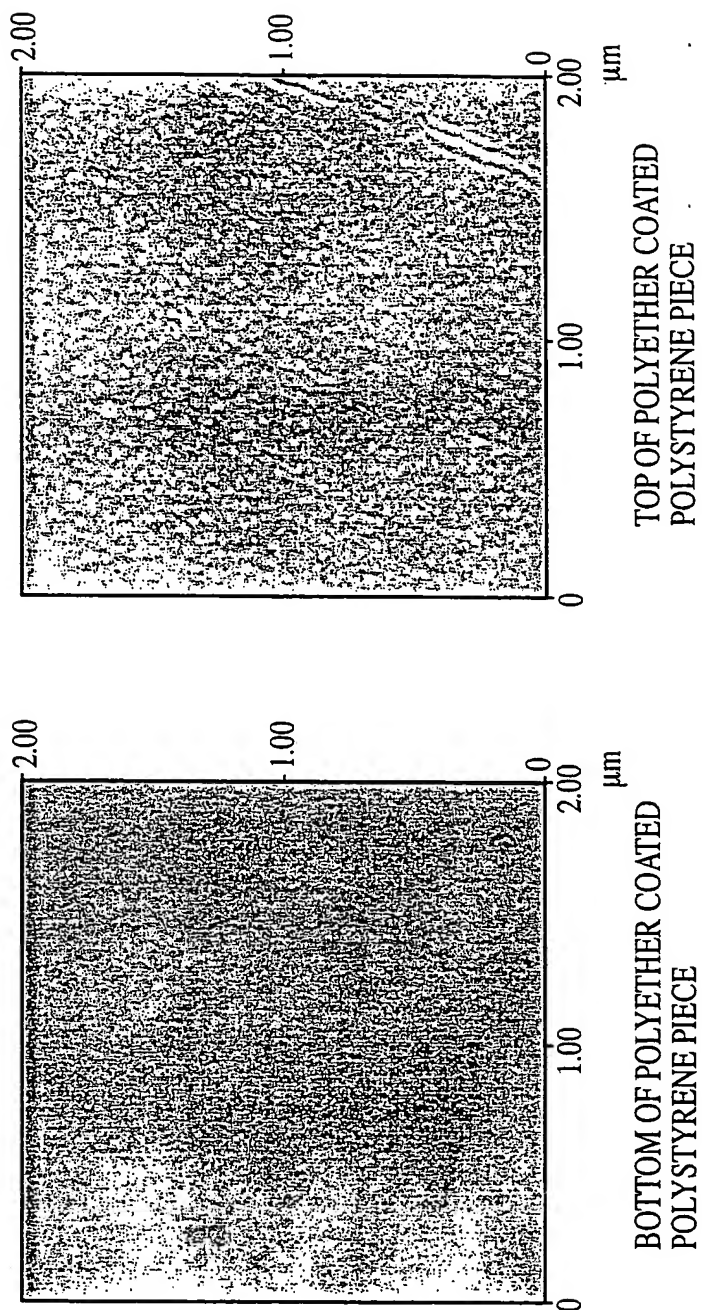 2.00
1.00
0
0
1.00
2.00
μm
BOTTOM OF POLYETHER COATED
POLYSTYRENE PIECE
2.00
1.00
0
0
1.00
2.00
μm
TOP OF POLYETHER COATED
POLYSTYRENE PIECE